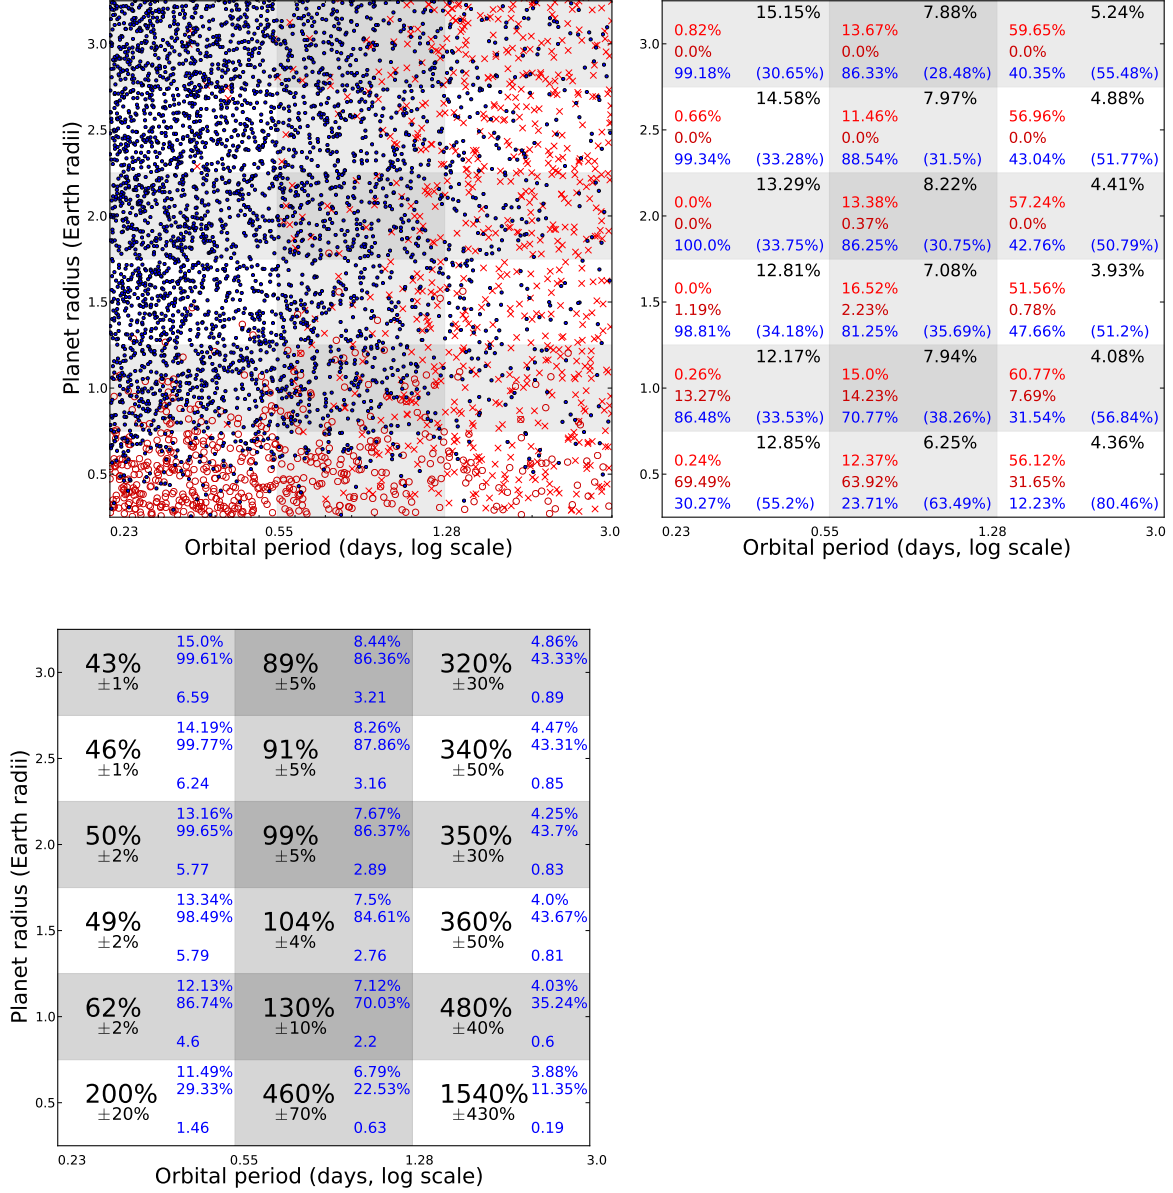 3.0
2.5
2.0
1.5
1.0
0.5
Planet radius (Earth radii)
0.23 0.55 1.28 3.0
Orbital period (days, log scale)
3.0
2.5
2.0
1.5
1.0
0.5
15.15% 7.88% 5.24%
0.82% 13.67% 59.65%
0.0% 0.0% 0.0%
99.18% (30.65%) 86.33% (28.48%) 40.35% (55.48%)
14.58% 7.97% 4.88%
0.66% 11.46% 56.96%
0.0% 0.0% 0.0%
99.34% (33.28%) 88.54% (31.5%) 43.04% (51.77%)
13.29% 8.22% 4.41%
0.0% 13.38% 57.24%
0.0% 0.37% 0.0%
100.0% (33.75%) 86.25% (30.75%) 42.76% (50.79%)
12.81% 7.08% 3.93%
0.0% 16.52% 51.56%
1.19% 2.23% 0.78%
98.81% (34.18%) 81.25% (35.69%) 47.66% (51.2%)
12.17% 7.94% 4.08%
0.26% 15.0% 60.77%
13.27% 14.23% 7.69%
86.48% (33.53%) 70.77% (38.26%) 31.54% (56.84%)
12.85% 6.25% 4.36%
0.24% 12.37% 56.12%
69.49% 63.92% 31.65%
30.27% (55.2%) 23.71% (63.49%) 12.23% (80.46%)
0.23 0.55 1.28 3.0
Orbital period (days, log scale)
Planet radius (Earth radii)
3.0
2.5
2.0
1.5
1.0
0.5
15.0% 8.44% 4.86%
43% 99.61% 89% 86.36% 320% 43.33%
±1% ±5% ±30%
6.59 3.21 0.89
14.19% 8.26% 4.47%
46% 99.77% 91% 87.86% 340% 43.31%
±1% ±5% ±50%
6.24 3.16 0.85
13.16% 7.67% 4.25%
50% 99.65% 99% 86.37% 350% 43.7%
±2% ±5% ±30%
5.77 2.89 0.83
13.34% 7.5% 4.0%
49% 98.49% 104% 84.61% 360% 43.67%
±2% ±4% ±50%
5.79 2.76 0.81
12.13% 7.12% 4.03%
62% 86.74% 130% 70.03% 480% 35.24%
±2% ±10% ±40%
4.6 2.2 0.6
11.49% 6.79% 3.88%
200% 29.33% 460% 22.53% 1540% 11.35%
±20% ±70% ±430%
1.46 0.63 0.19
0.23 0.55 1.28 3.0
Orbital period (days, log scale)